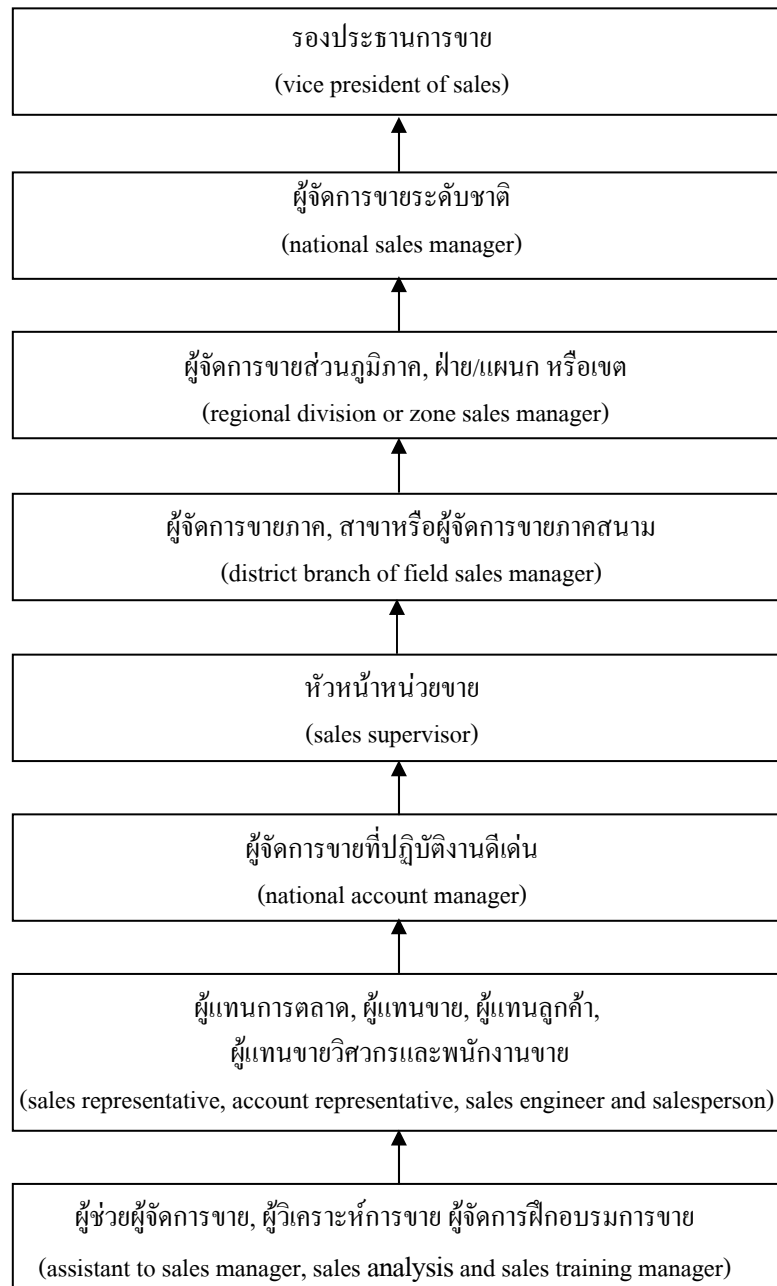 รองประธานการขาย
(vice president of sales)
ผู้จัดการขายระดับชาติ
(national sales manager)
ผู้จัดการขายส่วนภูมิภาค, ฝ่าย/แผนก หรือเขต
(regional division or zone sales manager)
ผู้จัดการขายภาค, สาขาหรือผู้จัดการขายภาคสนาม
(district branch of field sales manager)
หัวหน้าหน่วยขาย
(sales supervisor)
ผู้จัดการขายที่ปฏิบัติงานดีเด่น
(national account manager)
ผู้แทนการตลาด, ผู้แทนขาย, ผู้แทนลูกค้า,
ผู้แทนขายวิศวกรและพนักงานขาย
(sales representative, account representative, sales engineer and salesperson)
ผู้ช่วยผู้จัดการขาย, ผู้วิเคราะห์การขาย ผู้จัดการฝึกอบรมการขาย
(assistant to sales manager, sales analysis and sales training manager)